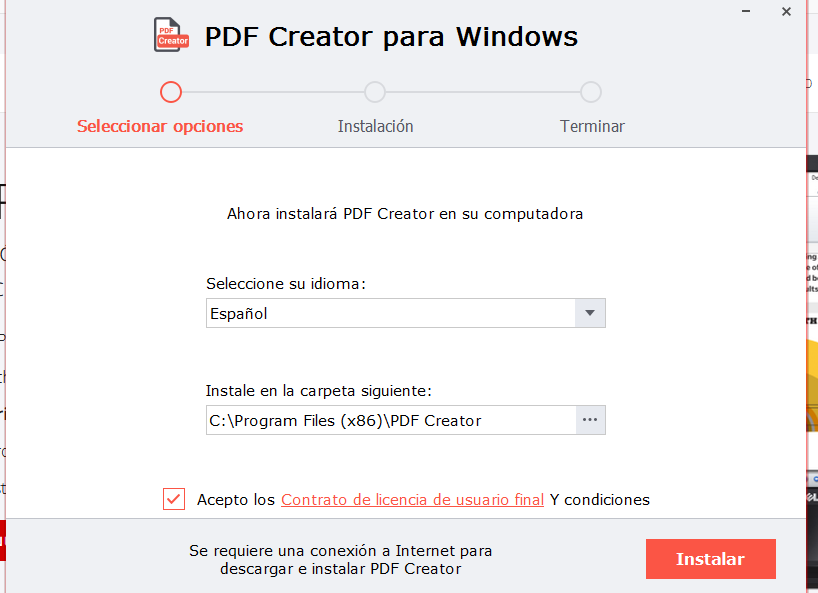 PDF
Creator
PDF Creator para Windows
Seleccionar opciones
Instalación
Terminar
Ahora instalará PDF Creator en su computadora
Seleccione su idioma:
Español
Instale en la carpeta siguiente:
C:\Program Files (x86)\PDF Creator
Acepto los Contrato de licencia de usuario final Y condiciones
Se requiere una conexión a Internet para
descargar e instalar PDF Creator
Instalar